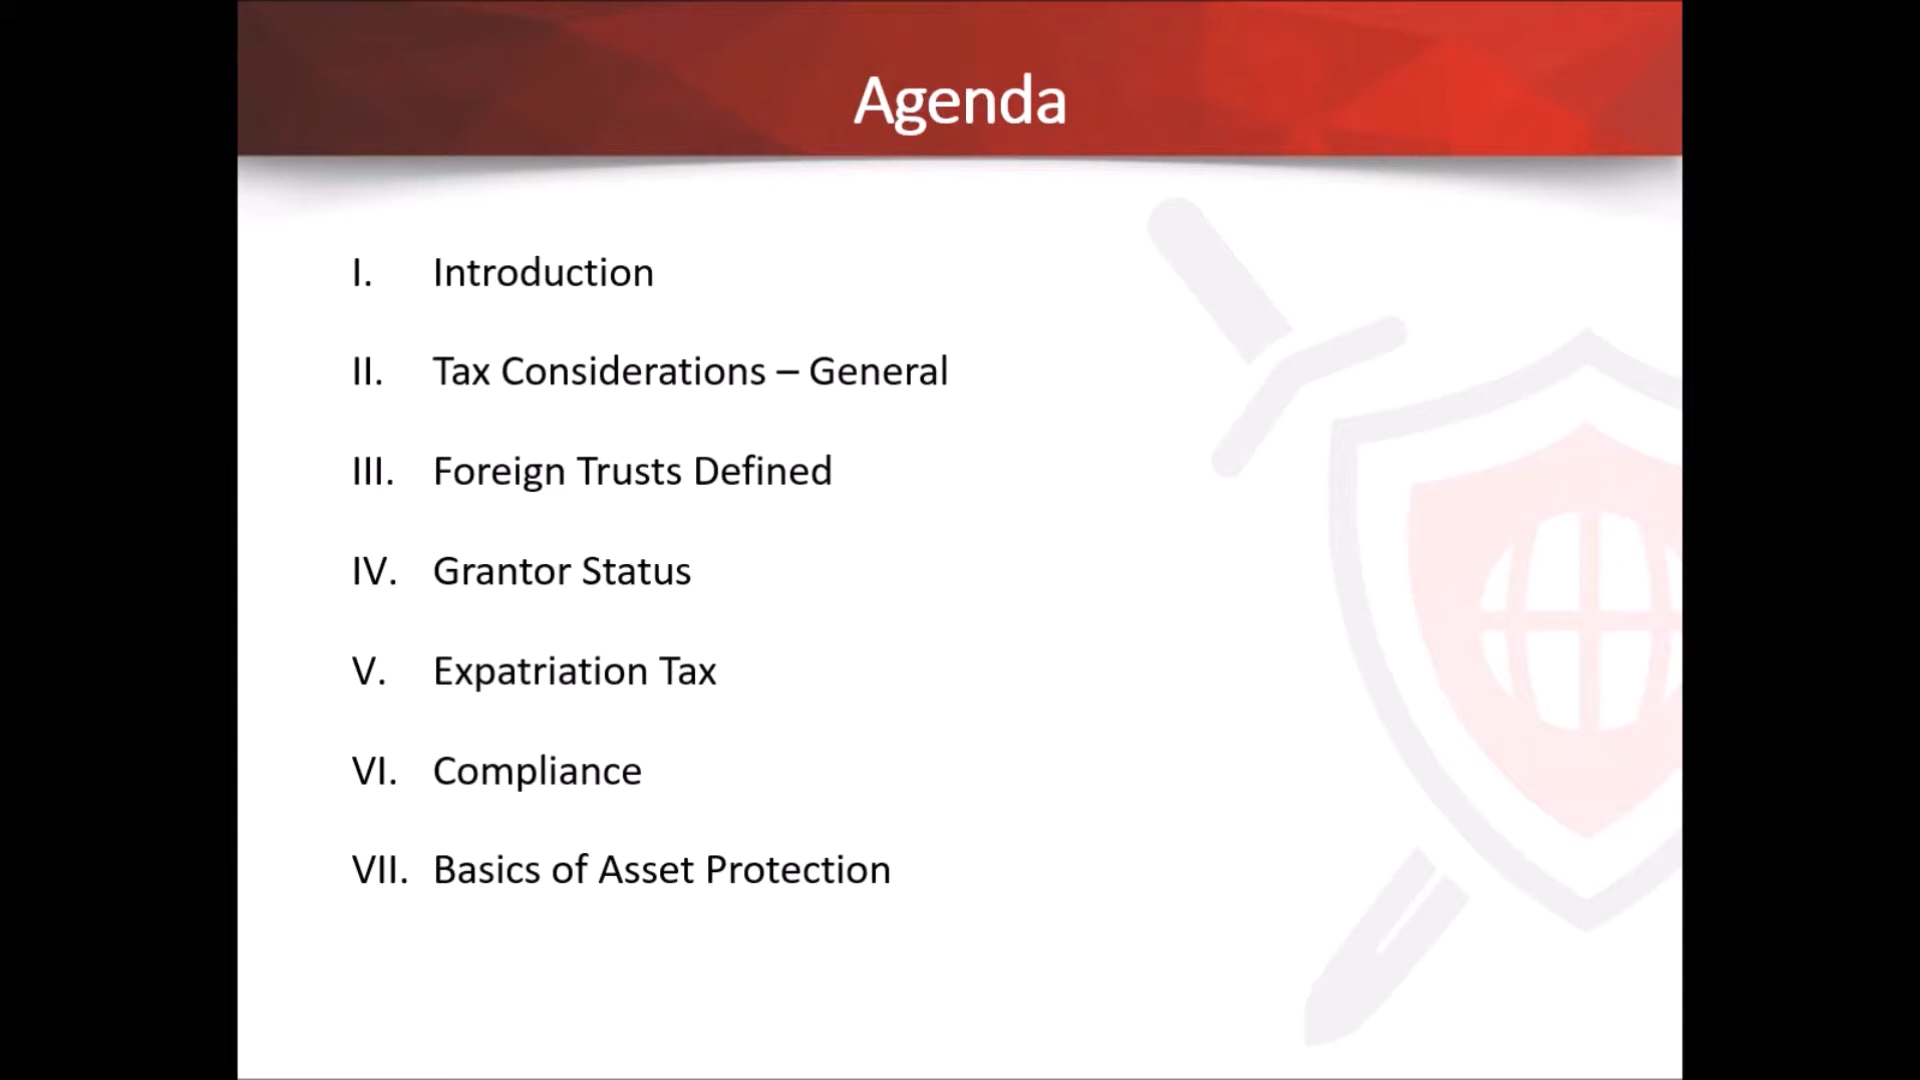 Agenda
I. Introduction
II. Tax Considerations – General
III. Foreign Trusts Defined
IV. Grantor Status
V. Expatriation Tax
VI. Compliance
VII. Basics of Asset Protection